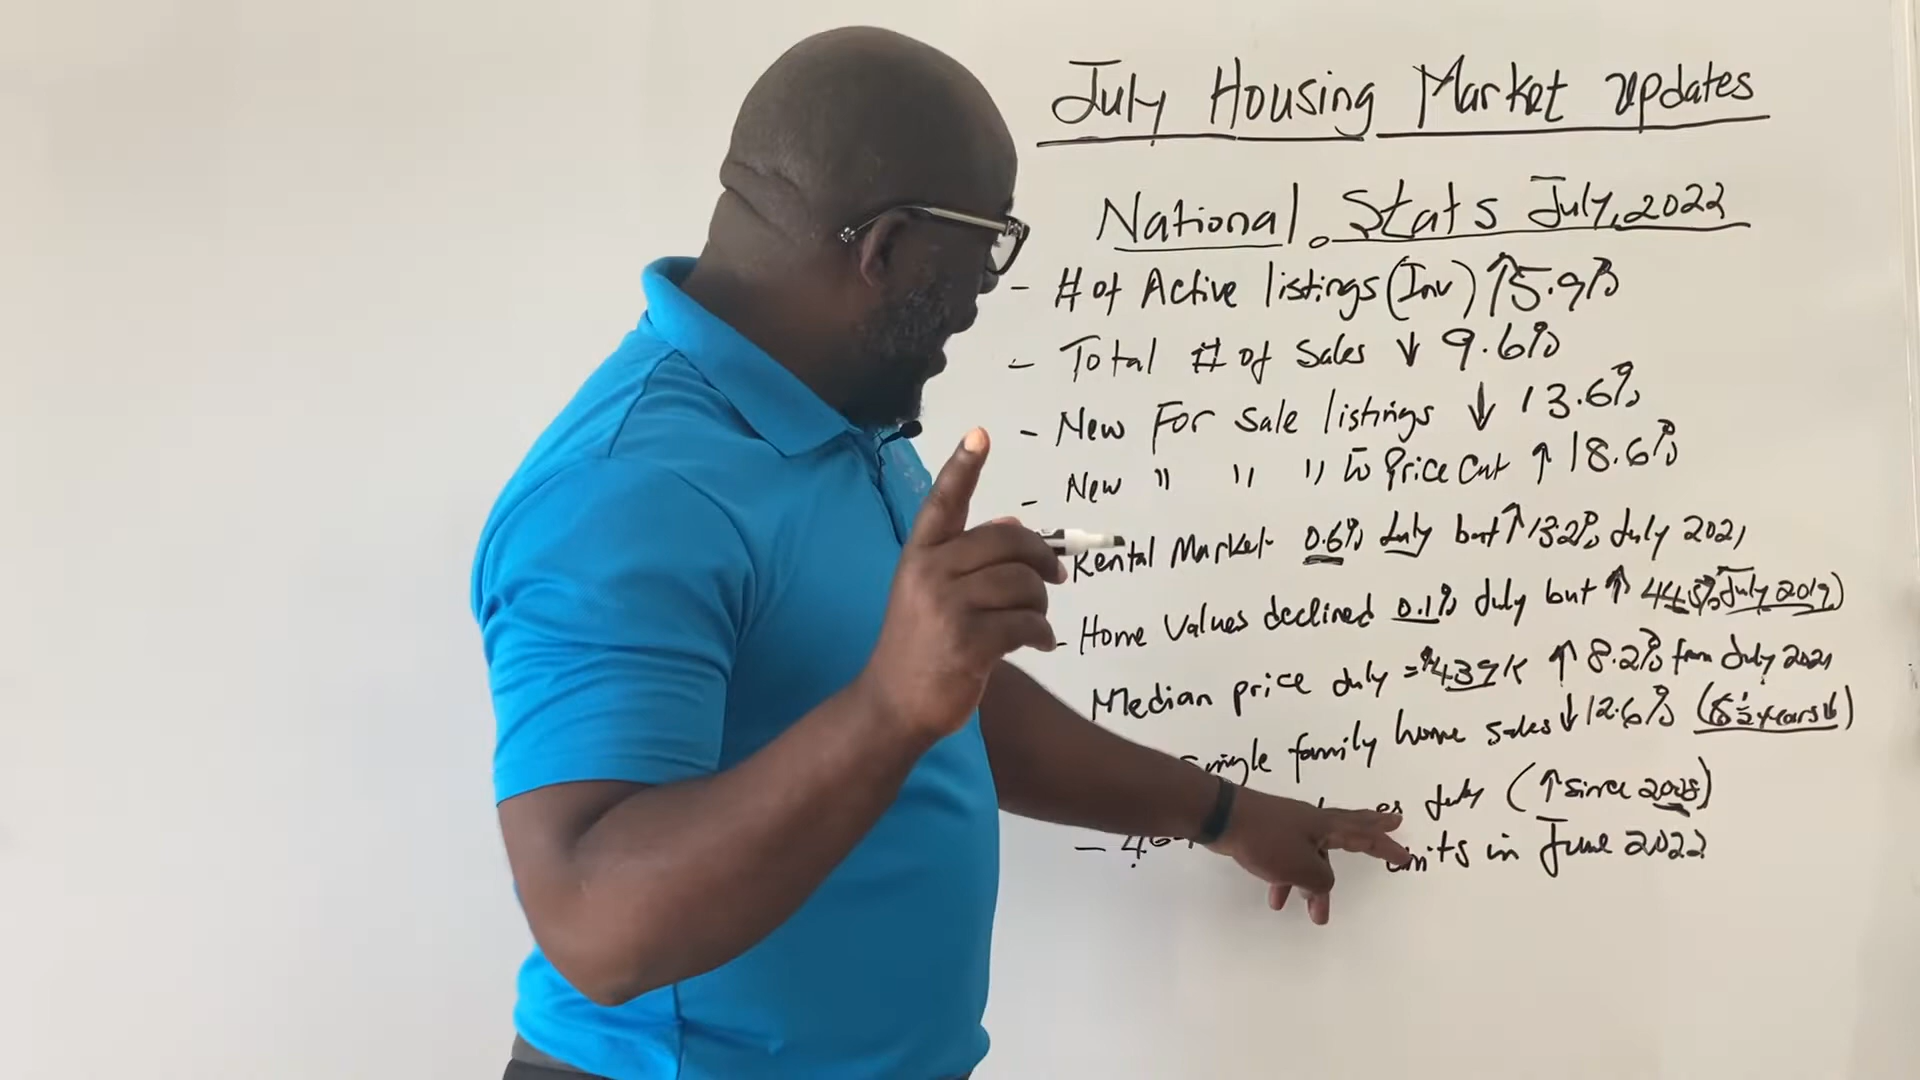 July Housing Market updates
National Stats July, 2022
- # of Active listings (Inv) ↑ 5.9%
- Total # of Sales ↓ 9.6%
- New For Sale listings ↓ 13.6%
- New " " " to Price Cut ↑ 18.6%
Rental Market 0.6% July but ↑ 13.2% July 2021
- Home Values declined 0.1% July but ↑ 44.5% July 2019)
Median price July = $439K ↑ 8.2% from July 2021
Single family home sales ↓ 12.6% ( ½ years ↓)
July (↑ since 2008)
- units in June 2022